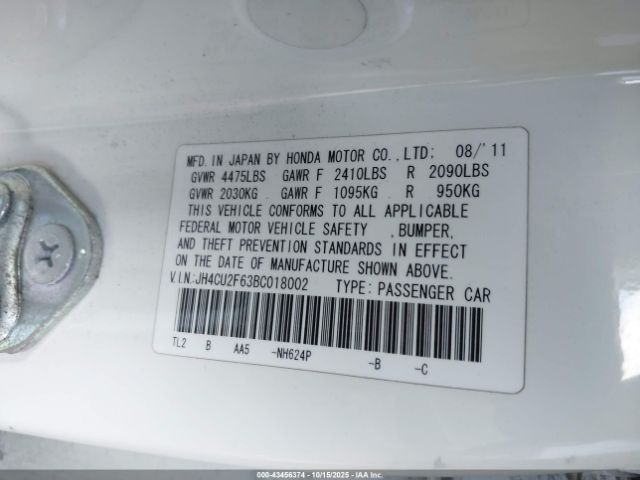 MFD. IN JAPAN BY HONDA MOTOR CO.,LTD; 08/'11
GVWR 4475LBS GAWR F 2410LBS R 2090LBS
GVWR 2030KG GAWR F 1095KG R 950KG
THIS VEHICLE CONFORMS TO ALL APPLICABLE
FEDERAL MOTOR VEHICLE SAFETY ,BUMPER,
AND THEFT PREVENTION STANDARDS IN EFFECT
ON THE DATE OF MANUFACTURE SHOWN ABOVE.
V.I.N.:JH4CU2F63BC018002 TYPE: PASSENGER CAR
TL2 B AA5 -NH624P -B -C
000-43456374 - 10/15/2025 - IAAI.COM